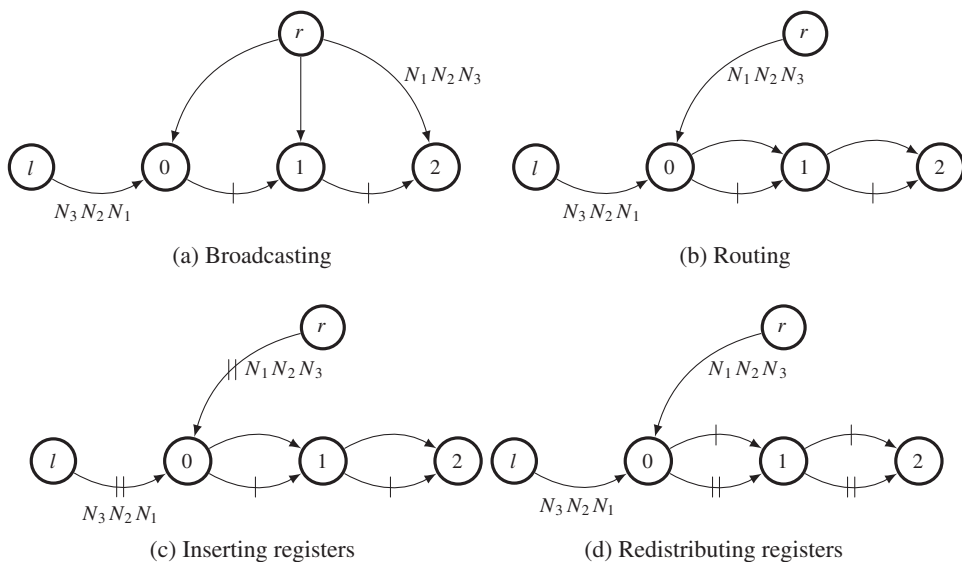 r
N1 N2 N3
l
0
1
2
N3 N2 N1
(a) Broadcasting
r
N1 N2 N3
l
0
1
2
N3 N2 N1
(b) Routing
r
N1 N2 N3
l
0
1
2
N3 N2 N1
(c) Inserting registers
r
N1 N2 N3
l
0
1
2
N3 N2 N1
(d) Redistributing registers